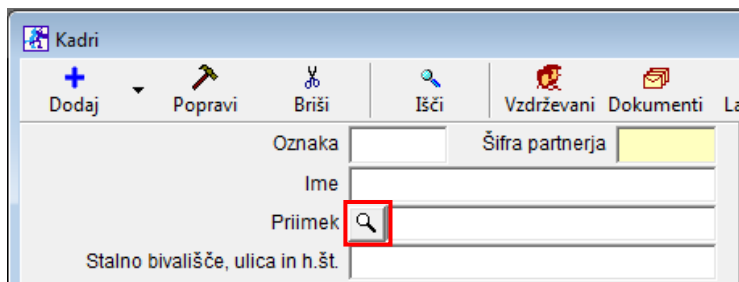 Kadri
Dodaj Popravi Briši Išči Vzdrževani Dokumenti
Oznaka Šifra partnerja
Ime
Priimek
Stalno bivališče, ulica in h.št.